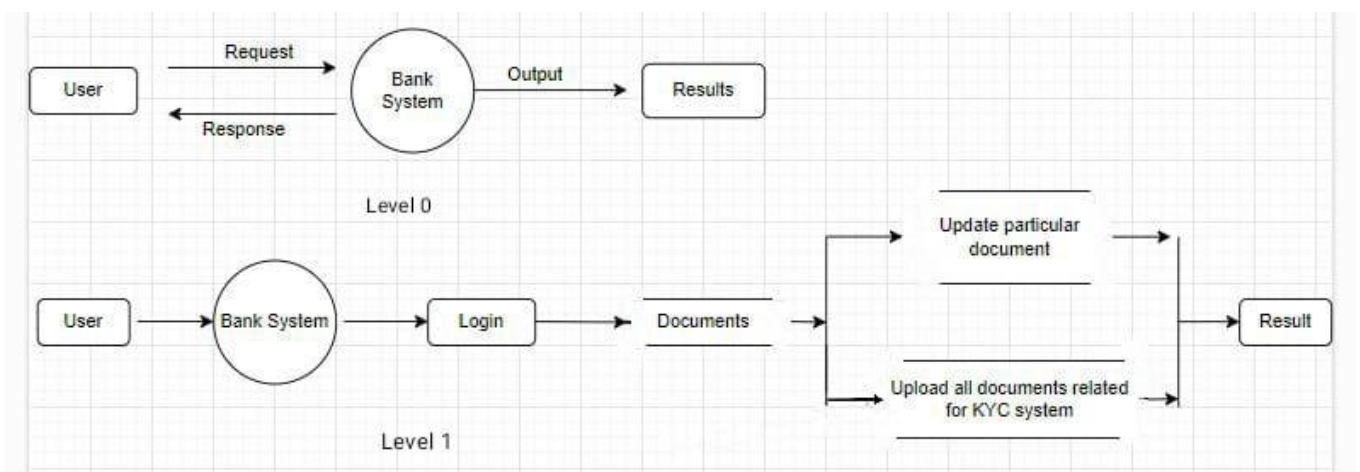 Request
User
Bank
System
Output
Results
Response
Level 0
Update particular
document
User
Bank System
Login
Documents
Result
Upload all documents related
for KYC system
Level 1